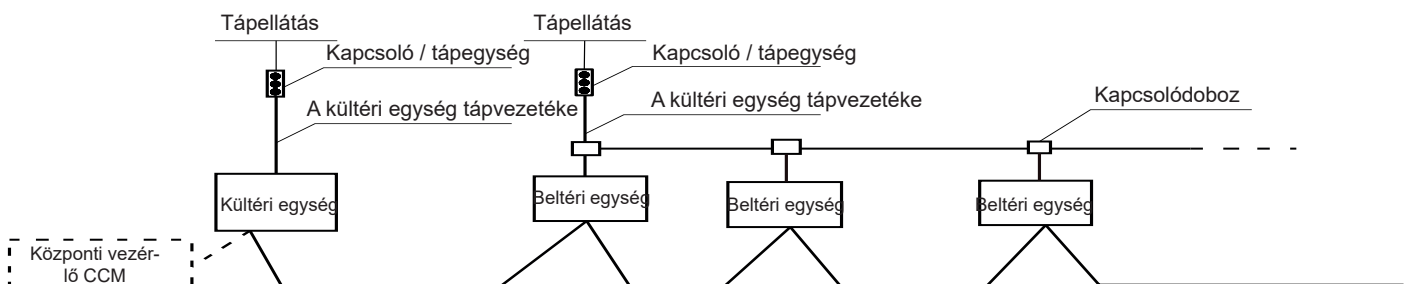 Tápellátás
Tápellátás
Kapcsoló / tápegység
Kapcsoló / tápegység
A kültéri egység tápvezetéke
A kültéri egység tápvezetéke
Kapcsolódoboz
Kültéri egység
Beltéri egység
Beltéri egység
Beltéri egység
Központi vezér-
lő CCM